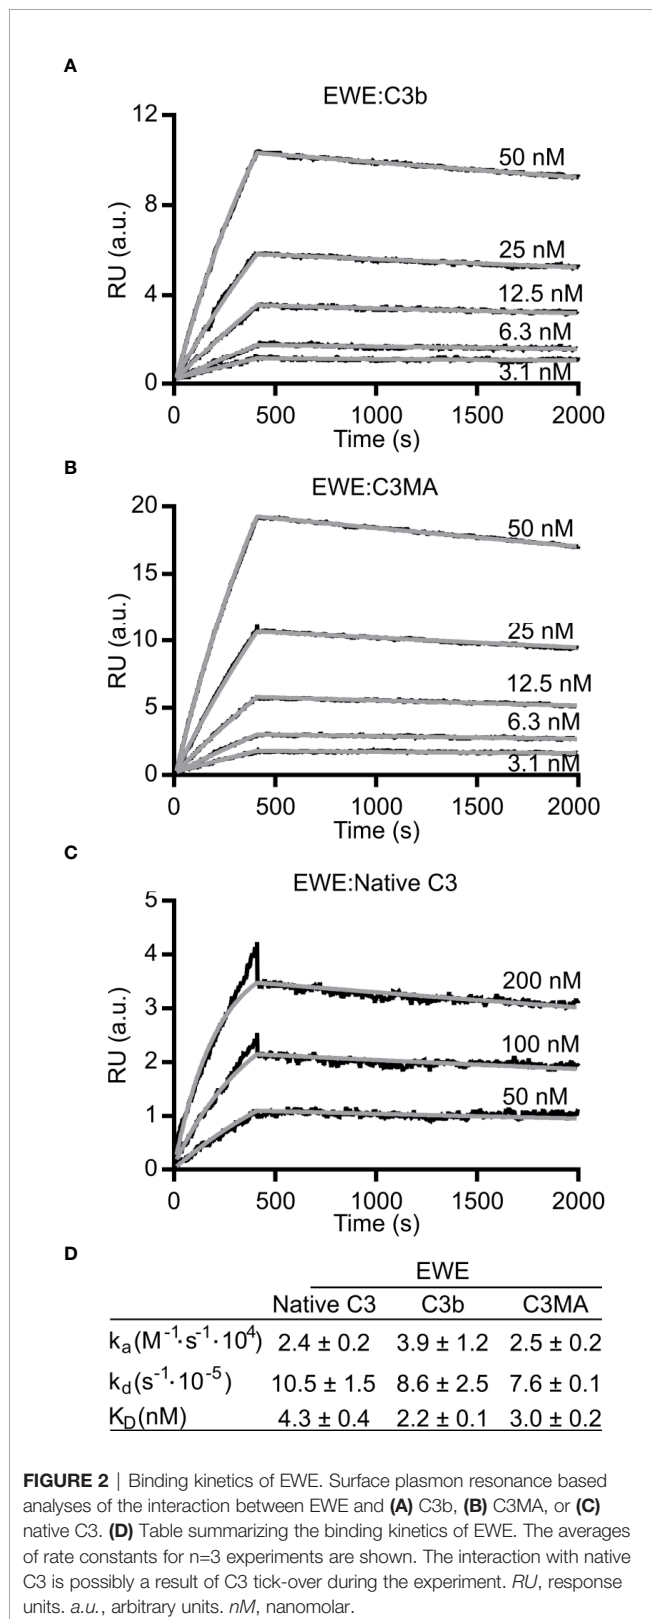 A
EWE:C3b
12
8
4
0
RU (a.u.)
50 nM
25 nM
12.5 nM
6.3 nM
3.1 nM
0 500 1000 1500 2000
Time (s)
B
EWE:C3MA
20
15
10
5
0
RU (a.u.)
50 nM
25 nM
12.5 nM
6.3 nM
3.1 nM
0 500 1000 1500 2000
Time (s)
C
EWE:Native C3
5
4
3
2
1
0
RU (a.u.)
200 nM
100 nM
50 nM
0 500 1000 1500 2000
Time (s)
D
EWE
Native C3 C3b C3MA
kₐ(M⁻¹·s⁻¹·10⁴) 2.4 ± 0.2 3.9 ± 1.2 2.5 ± 0.2
k_d(s⁻¹·10⁻⁵) 10.5 ± 1.5 8.6 ± 2.5 7.6 ± 0.1
K_D(nM) 4.3 ± 0.4 2.2 ± 0.1 3.0 ± 0.2
FIGURE 2 | Binding kinetics of EWE. Surface plasmon resonance based
analyses of the interaction between EWE and (A) C3b, (B) C3MA, or (C)
native C3. (D) Table summarizing the binding kinetics of EWE. The averages
of rate constants for n=3 experiments are shown. The interaction with native
C3 is possibly a result of C3 tick-over during the experiment. RU, response
units. a.u., arbitrary units. nM, nanomolar.